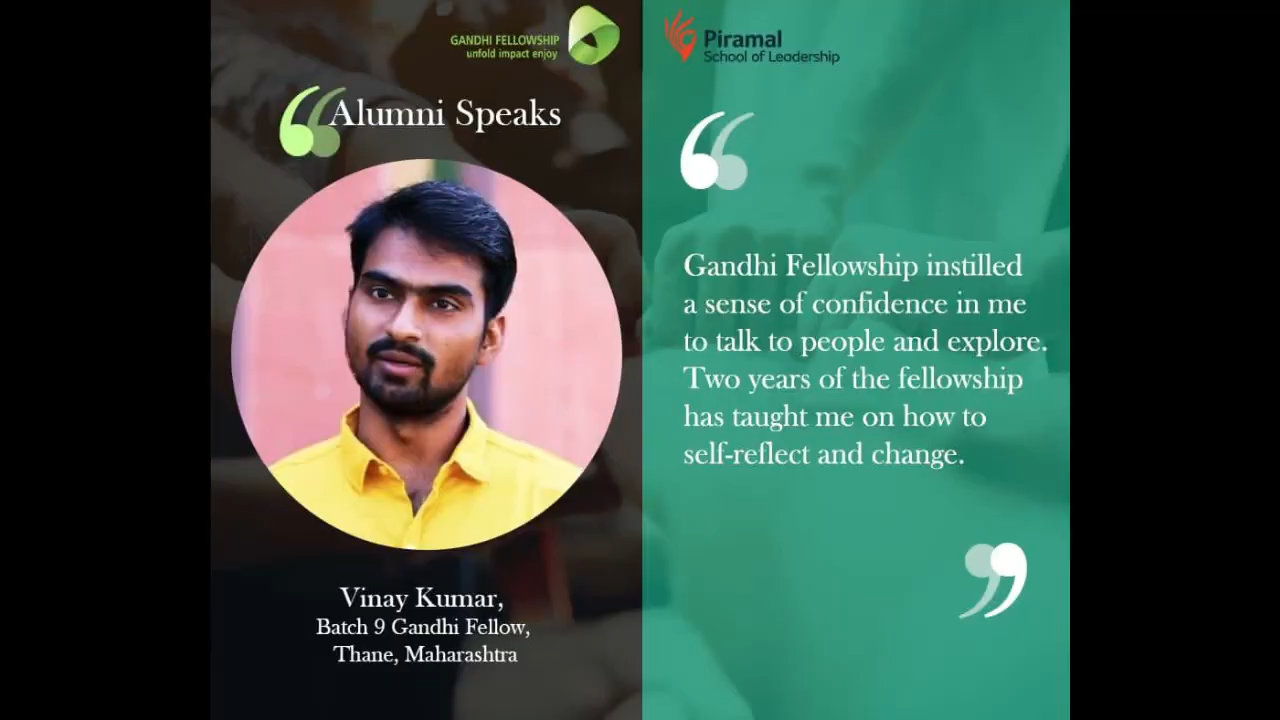 GANDHI FELLOWSHIP
unfold impact enjoy
Alumni Speaks
Vinay Kumar,
Batch 9 Gandhi Fellow,
Thane, Maharashtra
Piramal
School of Leadership
Gandhi Fellowship instilled
a sense of confidence in me
to talk to people and explore.
Two years of the fellowship
has taught me on how to
self-reflect and change.